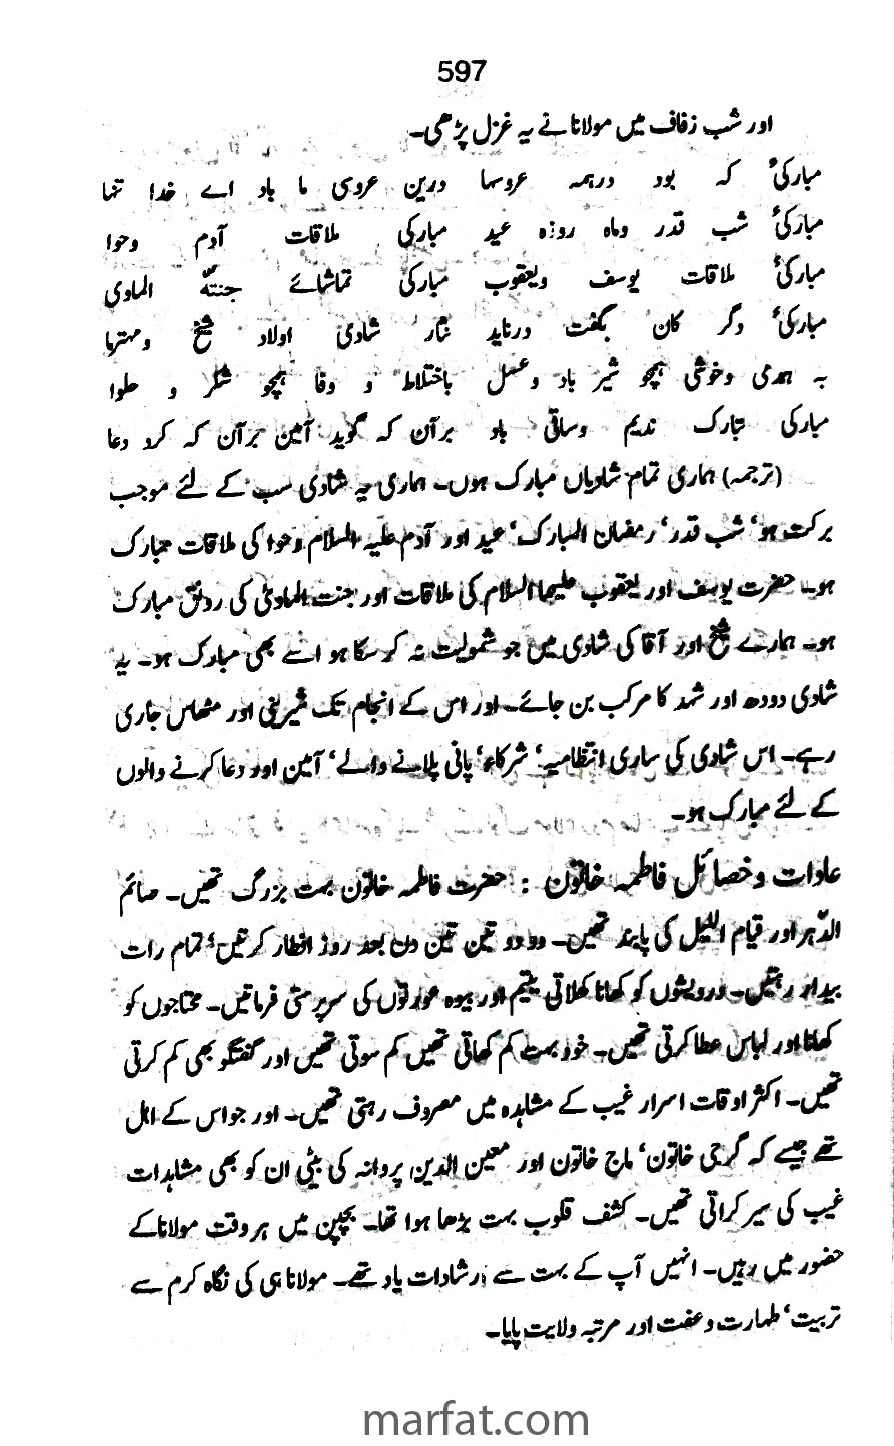 597
اور شب زفاف میں مولانا نے یہ غزل پڑھی۔
مبارکیٔ کہ بود درہمہ عروسہا درین عروسی ما باد اے خدا تنہا
مبارکیٔ شب قدر وماہ روزہ عید مبارکی ملاقات آدم وحوا
مبارکیٔ ملاقات یوسف ویعقوب مبارکی تماشائے جنتہ الماوی
مبارکیٔ دگر کان بگفت درناید نثار شادی اولاد شیخ ومہترہا
بہ ہمدمی وخوشی ہمچو شیر باد وعسل باختلاط و وفا ہمچو شکر و حلوا
مبارکی تبارک ندیم وساقی باد برآن کہ گوید آمین برآن کہ کرد دعا
(ترجمہ) ہماری تمام شادیاں مبارک ہوں۔ ہماری یہ شادی سب کے لئے موجب
برکت ہو، شب قدر، رمضان المبارک، عید اور آدم علیہ السلام وحوا کی ملاقات مبارک
ہو۔ حضرت یوسف اور یعقوب علیہما السلام کی ملاقات اور جنت الماویٰ کی رونق مبارک
ہو۔ ہمارے شیخ اور آقا کی شادی میں جو شمولیت نہ کر سکا ہو اسے بھی مبارک ہو۔ یہ
شادی دودھ اور شہد کا مرکب بن جائے۔ اور اس کے انجام تک شیرینی اور مٹھاس جاری
رہے۔ اس شادی کی ساری انتظامیہ، شرکاء، پانی پلانے والے، آمین اور دعا کرنے والوں
کے لئے مبارک ہو۔
عادات وخصائل فاطمہ خاتون : حضرت فاطمہ خاتون بہت بزرگ تھیں۔ صائم
الدّہر اور قیام اللیل کی پابند تھیں۔ دو دو تین تین دن بعد روز افطار کرتیں، تمام رات
بیدار رہتیں۔ درویشوں کو کھانا کھلاتی یتیم اور بیوہ عورتوں کی سرپرستی فرماتیں۔ محتاجوں کو
کھانا اور لباس عطا کرتی تھیں۔ خود بہت کم کھاتی تھیں کم سوتی تھیں اور گفتگو بھی کم کرتی
تھیں۔ اکثر اوقات اسرار غیب کے مشاہدہ میں مصروف رہتی تھیں۔ اور جو اس کے اہل
تھے جیسے کہ گرجی خاتون، ماج خاتون اور معین الدین پروانہ کی بیٹی ان کو بھی مشاہدات
غیب کی سیر کراتی تھیں۔ کشف قلوب بہت بڑھا ہوا تھا۔ بچپن میں ہر وقت مولانا کے
حضور میں رہیں۔ انہیں آپ کے بہت سے ارشادات یاد تھے۔ مولانا ہی کی نگاہ کرم سے
تربیت، طہارت وعفت اور مرتبہ ولایت پایا۔
marfat.com